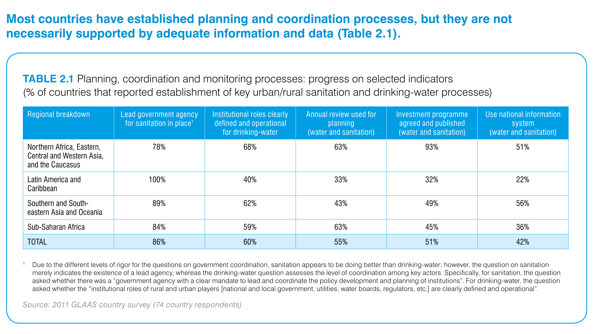 Most countries have established planning and coordination processes, but they are not
necessarily supported by adequate information and data (Table 2.1).
TABLE 2.1 Planning, coordination and monitoring processes: progress on selected indicators
(% of countries that reported establishment of key urban/rural sanitation and drinking-water processes)
Regional breakdown Lead government agency Institutional roles clearly Annual review used for Investment programme Use national information
for sanitation in place¹ defined and operational planning agreed and published system
for drinking-water (water and sanitation) (water and sanitation) (water and sanitation)
Northern Africa, Eastern, 78% 68% 63% 93% 51%
Central and Western Asia,
and the Caucasus
Latin America and 100% 40% 33% 32% 22%
Caribbean
Southern and South- 89% 62% 43% 49% 56%
eastern Asia and Oceania
Sub-Saharan Africa 84% 59% 63% 45% 36%
TOTAL 86% 60% 55% 51% 42%
¹ Due to the different levels of rigor for the questions on government coordination, sanitation appears to be doing better than drinking-water; however, the question on sanitation
merely indicates the existence of a lead agency, whereas the drinking-water question assesses the level of coordination among key actors. Specifically, for sanitation, the question
asked whether there was a "government agency with a clear mandate to lead and coordinate the policy development and planning of institutions". For drinking-water, the question
asked whether the "institutional roles of rural and urban players [national and local government, utilities, water boards, regulators, etc.] are clearly defined and operational".
Source: 2011 GLAAS country survey (74 country respondents)